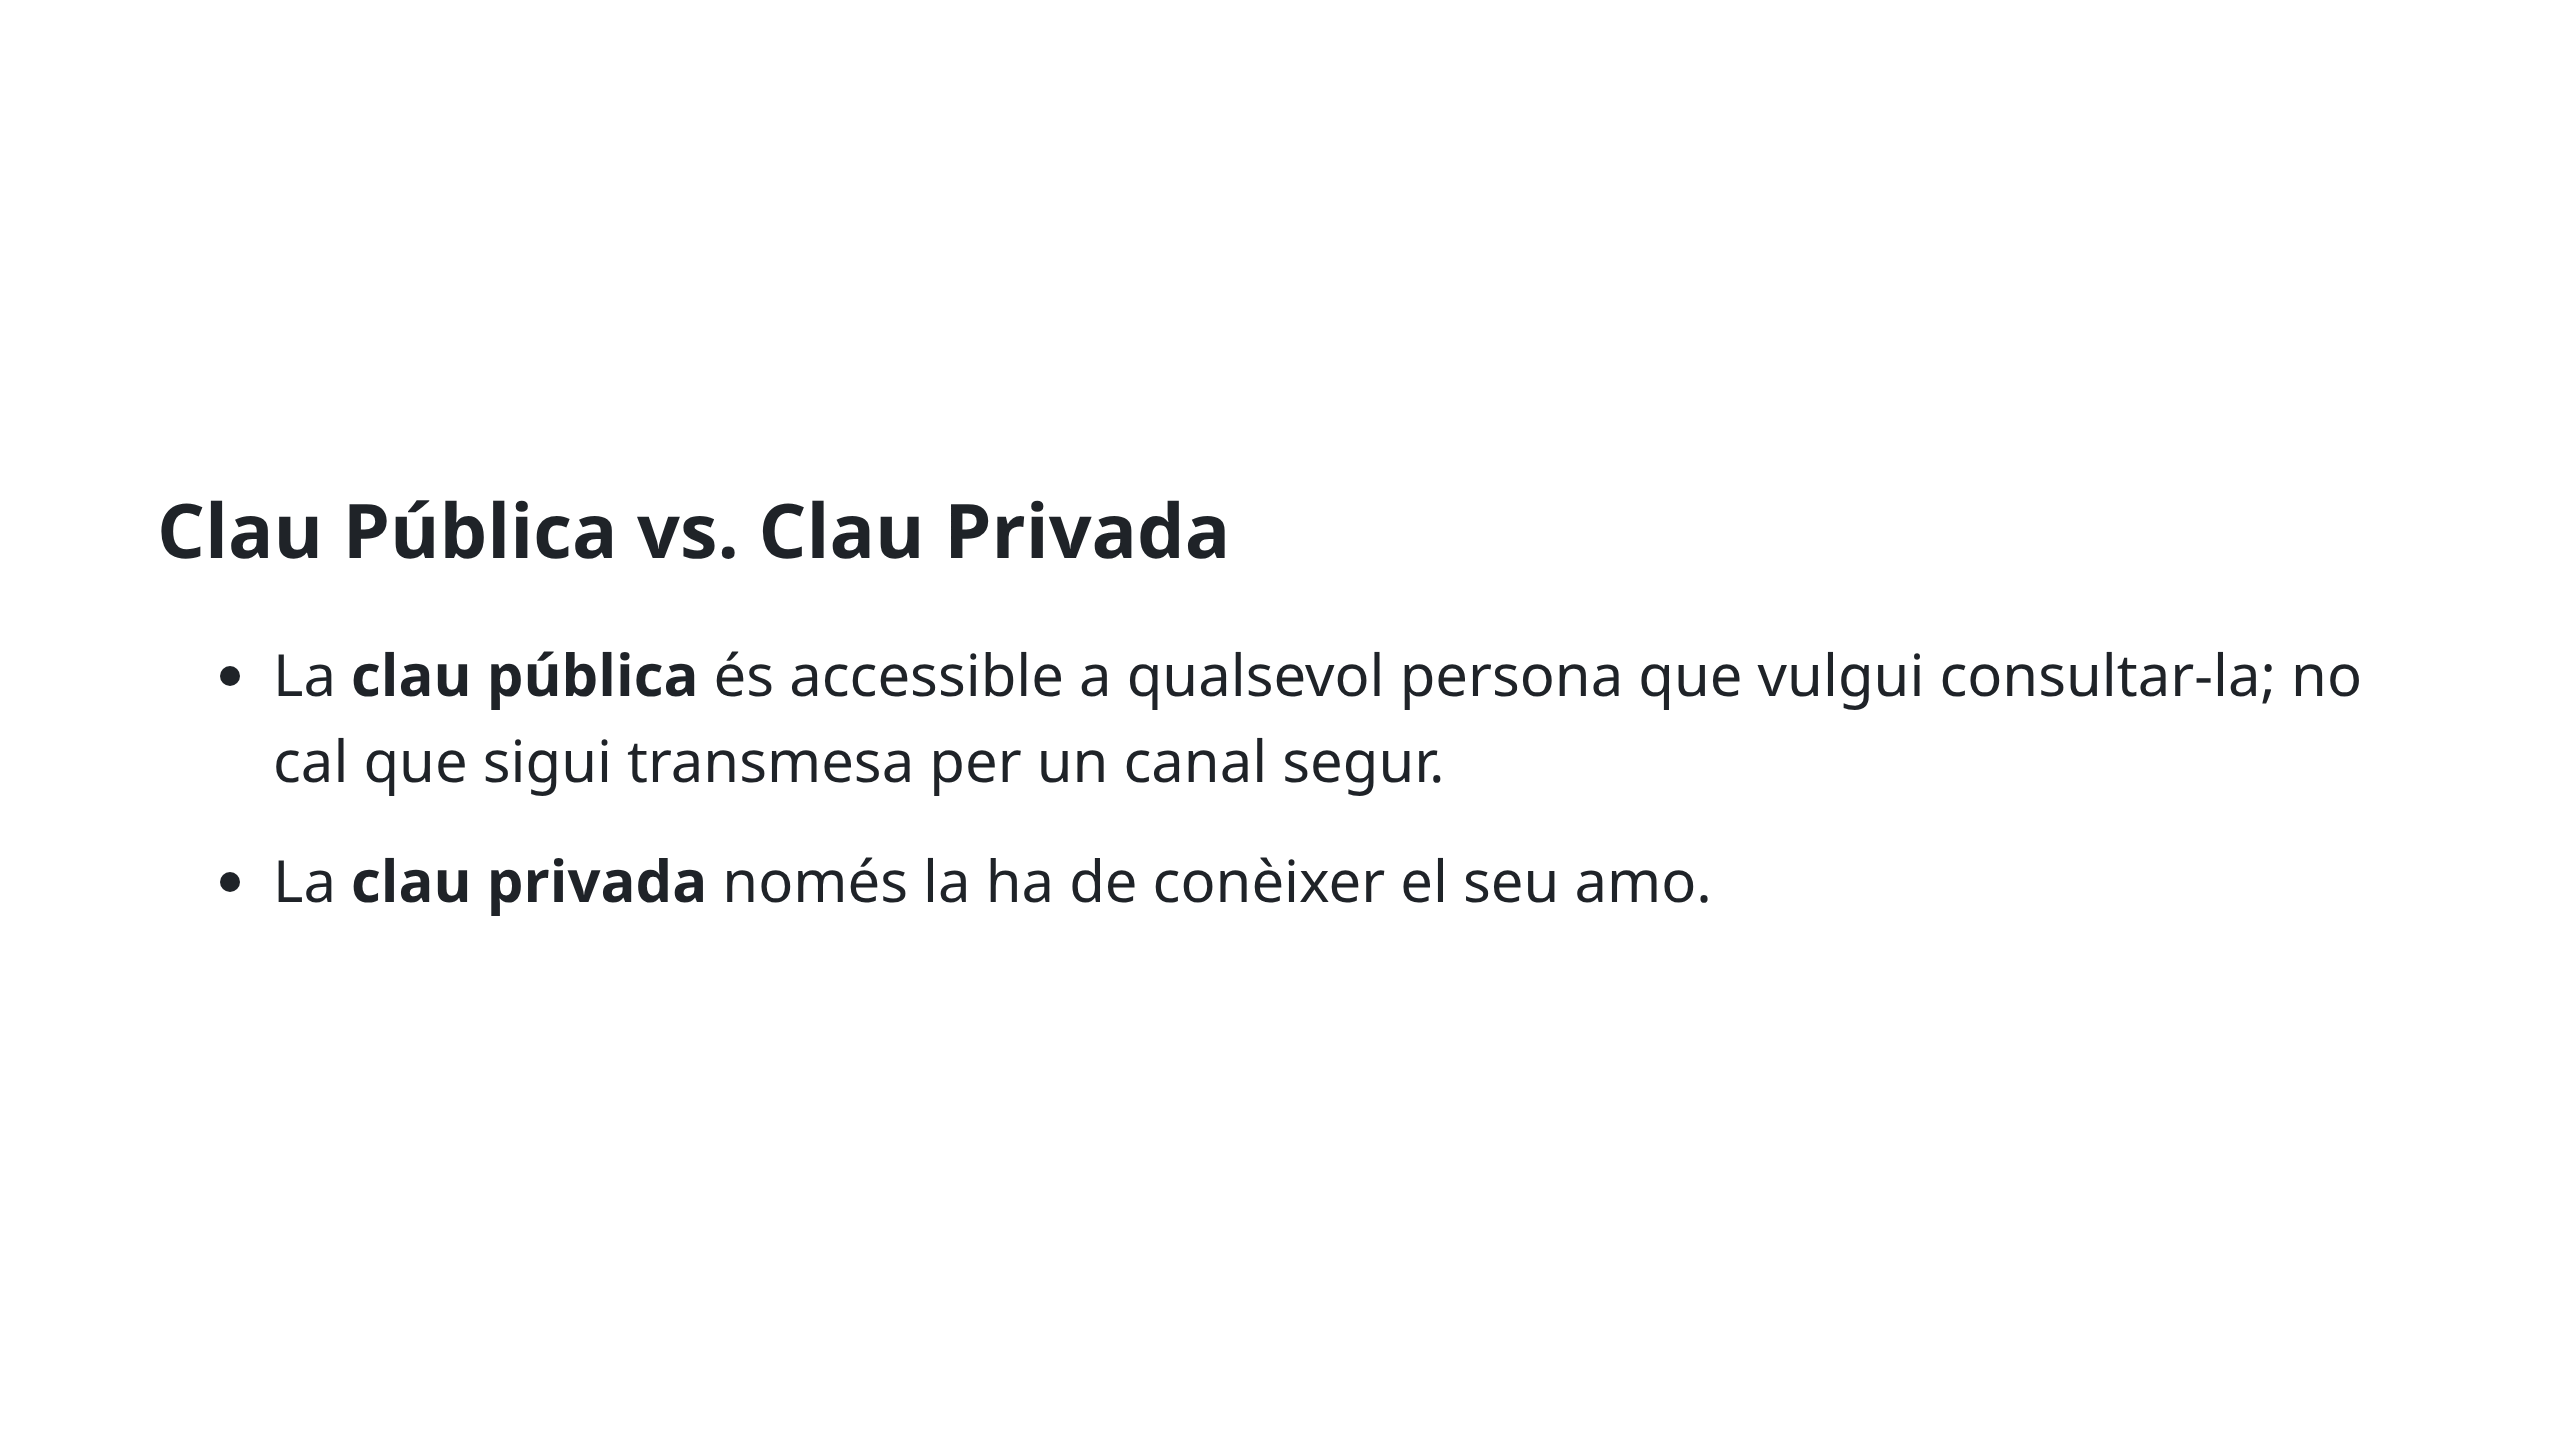 Clau Pública vs. Clau Privada
• La clau pública és accessible a qualsevol persona que vulgui consultar-la; no
cal que sigui transmesa per un canal segur.
• La clau privada només la ha de conèixer el seu amo.